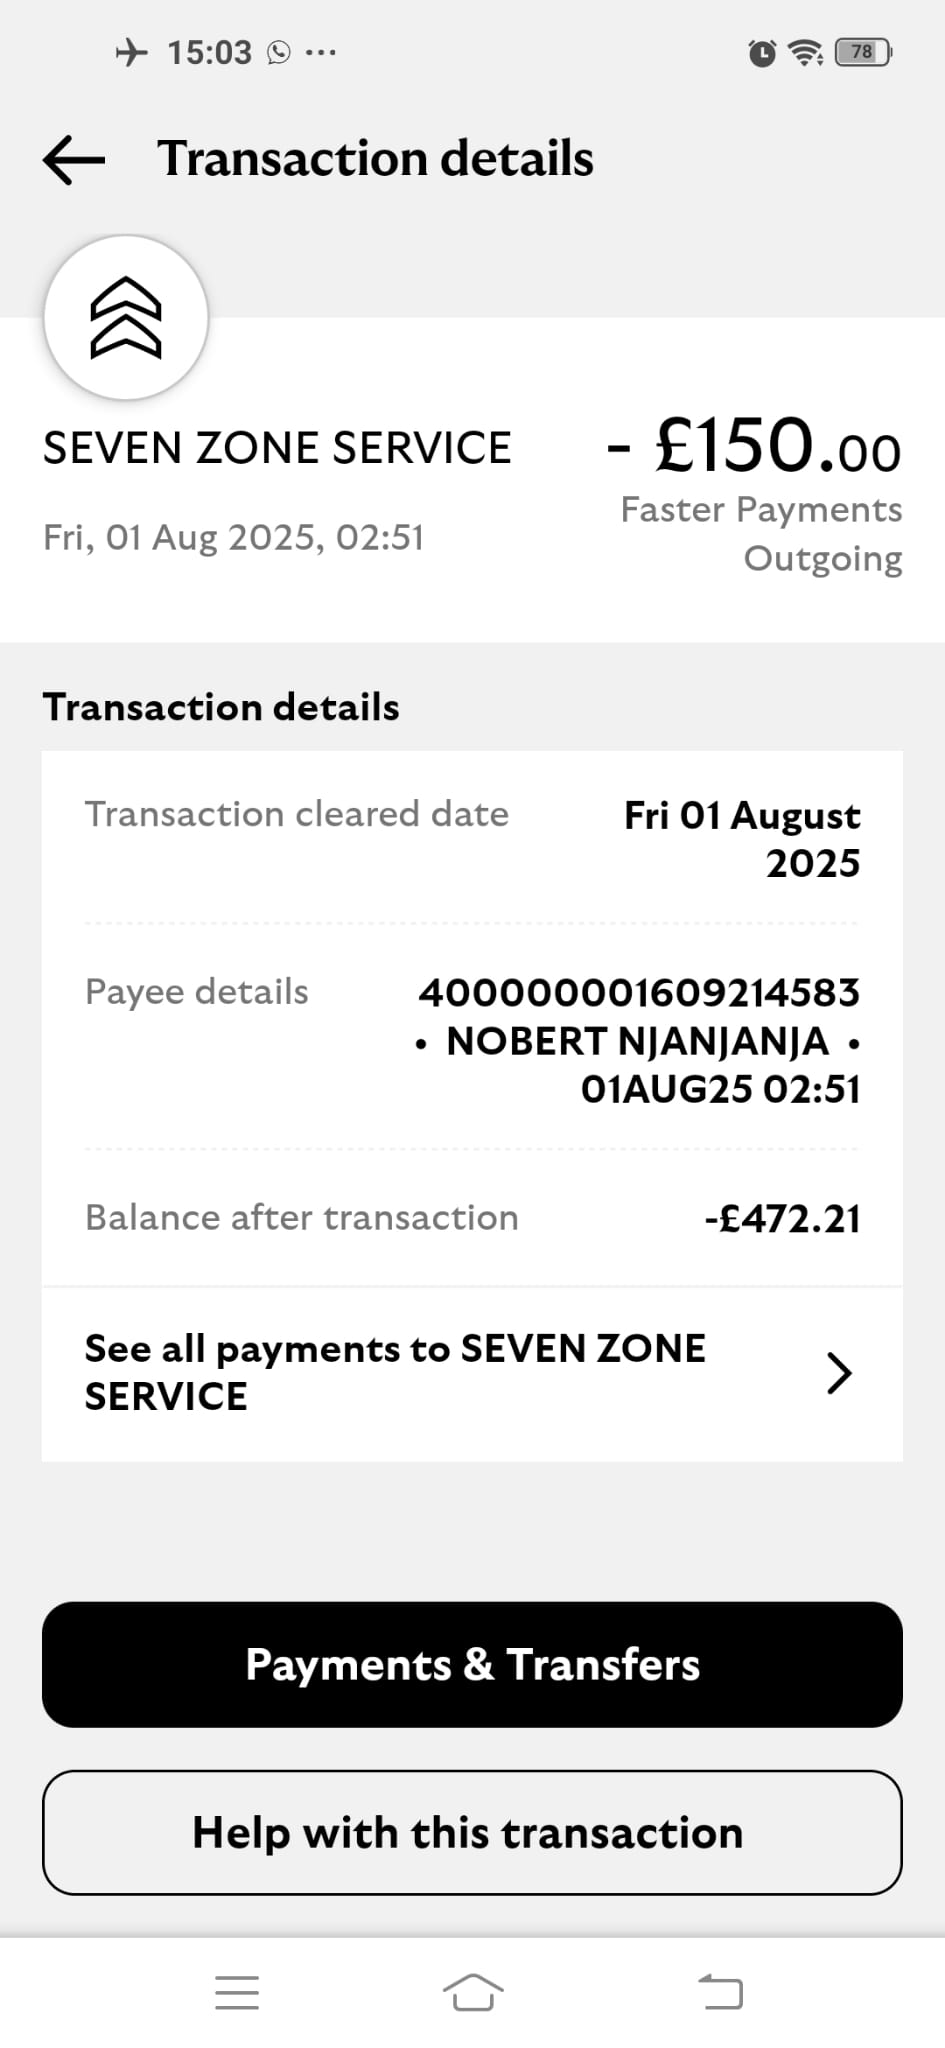 15:03
78
Transaction details
SEVEN ZONE SERVICE
- £150.00
Fri, 01 Aug 2025, 02:51
Faster Payments
Outgoing
Transaction details
Transaction cleared date
Fri 01 August
2025
Payee details
400000001609214583
• NOBERT NJANJANJA •
01AUG25 02:51
Balance after transaction
-£472.21
See all payments to SEVEN ZONE
SERVICE
Payments & Transfers
Help with this transaction